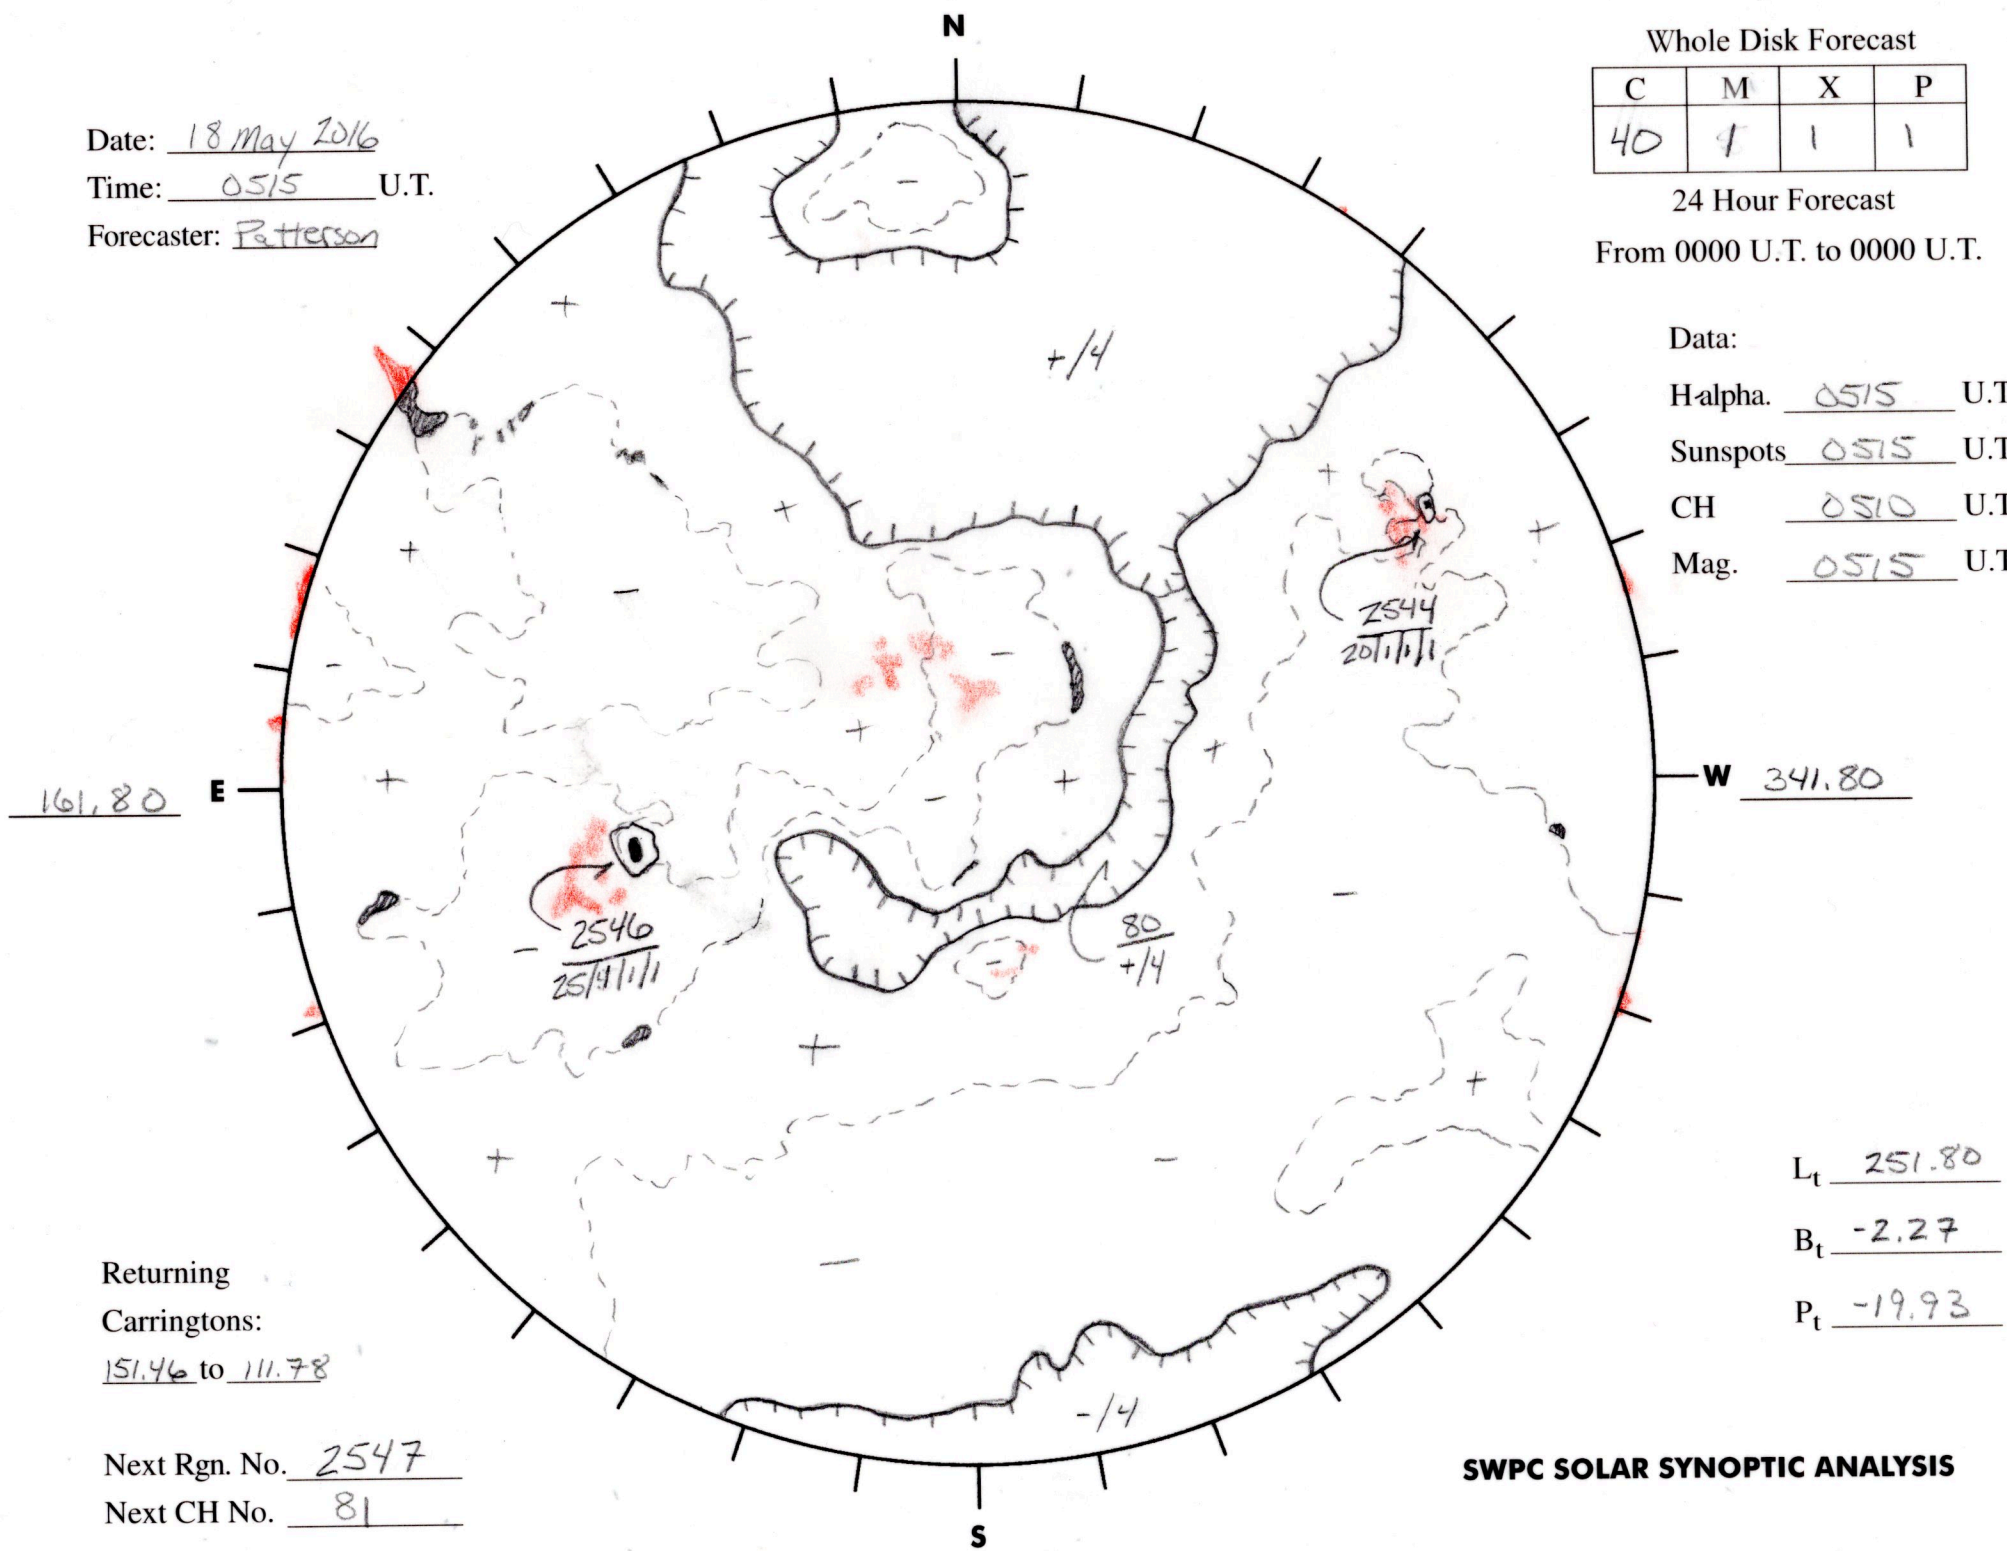 N
Whole Disk Forecast
C M X P
40 1 1 1
24 Hour Forecast
From 0000 U.T. to 0000 U.T.
Date: 18 May 2016
Time: 0515 U.T.
Forecaster: Patterson
Data:
H-alpha. 0515 U.T
Sunspots 0515 U.T
CH 0510 U.T
Mag. 0515 U.T
+
+/4
+
+
+
+
-
-
2544
20/1/1/1
-
-
+
+
+
+
-
161.80 E
W 341.80
-
-
2546
25/1/1/1
80
+/4
-
+
+
+
-
-
Lt 251.80
Bt -2.27
Pt -19.93
Returning
Carringtons:
151.46 to 111.78
-/4
Next Rgn. No. 2547
Next CH No. 81
SWPC SOLAR SYNOPTIC ANALYSIS
S